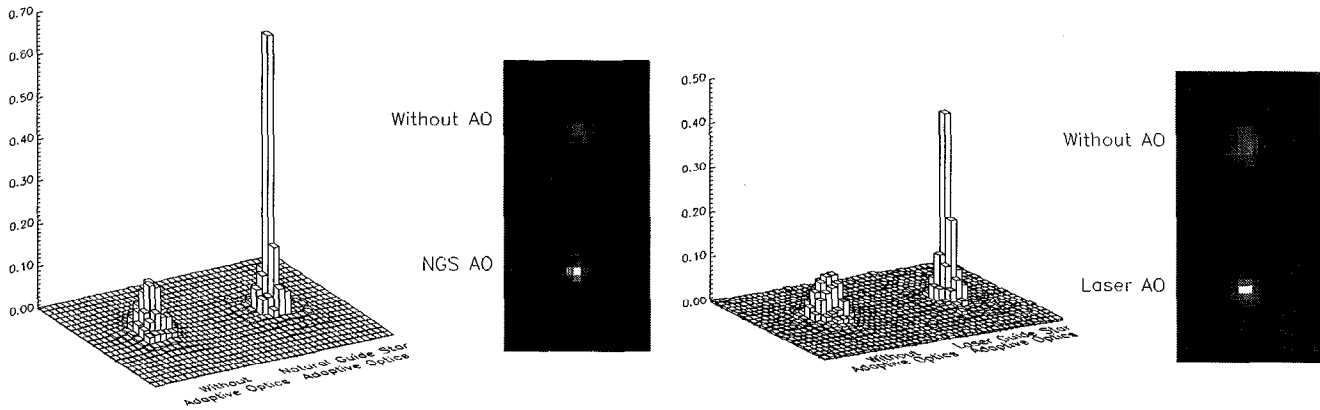 0.70
0.60
0.50
0.40
0.30
0.20
0.10
0.00
Without Adaptive Optics
Natural Guide Star Adaptive Optics
Without AO
NGS AO
0.50
0.40
0.30
0.20
0.10
0.00
Without Adaptive Optics
Laser Guide Star Adaptive Optics
Without AO
Laser AO